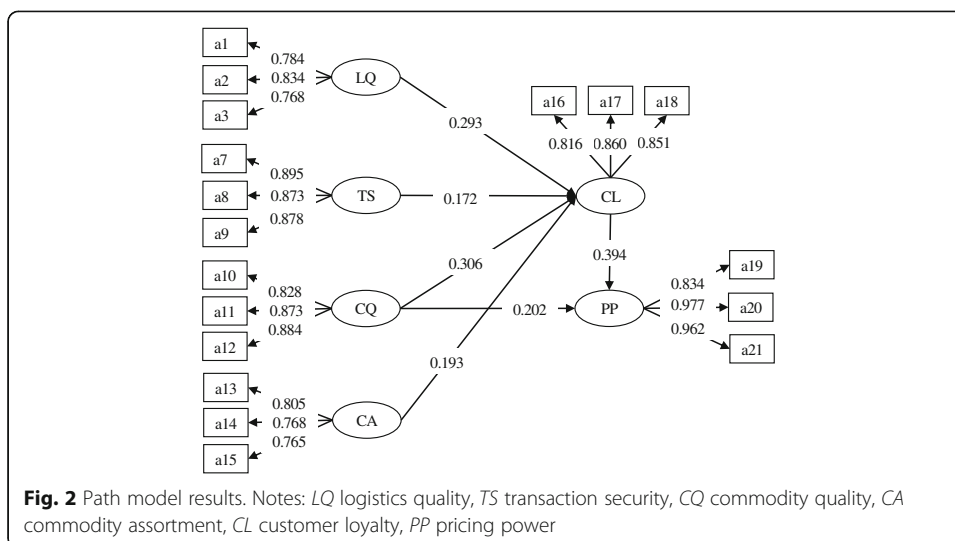 a1
0.784
a2
0.834
LQ
a3
0.768
0.293
a16
a17
a18
0.816
0.860
0.851
a7
0.895
a8
0.873
TS
a9
0.878
0.172
CL
a10
0.828
a11
0.873
CQ
a12
0.884
0.306
0.202
0.394
PP
0.834
a19
0.977
a20
0.962
a21
a13
0.805
a14
0.768
CA
a15
0.765
0.193
Fig. 2 Path model results. Notes: LQ logistics quality, TS transaction security, CQ commodity quality, CA
commodity assortment, CL customer loyalty, PP pricing power